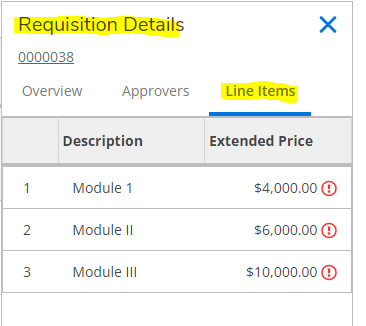 Requisition Details
0000038
Overview Approvers Line Items
Description Extended Price
1 Module 1 $4,000.00
2 Module II $6,000.00
3 Module III $10,000.00